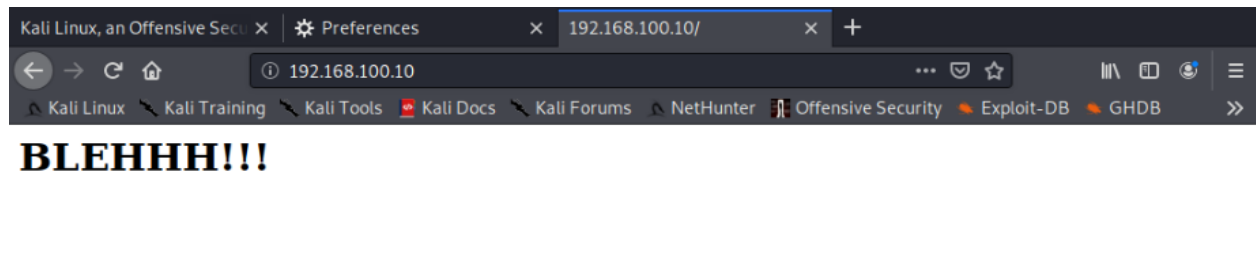 Kali Linux, an Offensive Secu Preferences 192.168.100.10/
192.168.100.10
Kali Linux Kali Training Kali Tools Kali Docs Kali Forums NetHunter Offensive Security Exploit-DB GHDB
BLEHHH!!!